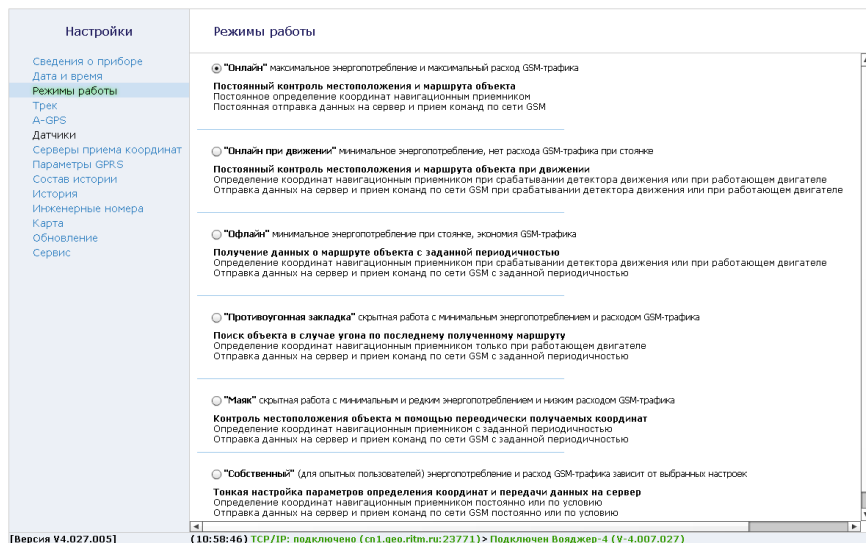 Настройки
Режимы работы
Сведения о приборе
Дата и время
Режимы работы
Трек
A-GPS
Датчики
Серверы приема координат
Параметры GPRS
Состав истории
История
Инженерные номера
Карта
Обновление
Сервис
"Онлайн" максимальное энергопотребление и максимальный расход GSM-трафика
Постоянный контроль местоположения и маршрута объекта
Постоянное определение координат навигационным приемником
Постоянная отправка данных на сервер и прием команд по сети GSM
"Онлайн при движении" минимальное энергопотребление, нет расхода GSM-трафика при стоянке
Постоянный контроль местоположения и маршрута объекта при движении
Определение координат навигационным приемником при срабатывании детектора движения или при работающем двигателе
Отправка данных на сервер и прием команд по сети GSM при срабатывании детектора движения или при работающем двигателе
"Офлайн" минимальное энергопотребление при стоянке, экономия GSM-трафика
Получение данных о маршруте объекта с заданной периодичностью
Определение координат навигационным приемником при срабатывании детектора движения или при работающем двигателе
Отправка данных на сервер и прием команд по сети GSM с заданной периодичностью
"Противоугонная закладка" скрытная работа с минимальным энергопотреблением и расходом GSM-трафика
Поиск объекта в случае угона по последнему полученному маршруту
Определение координат навигационным приемником только при работающем двигателе
Отправка данных на сервер и прием команд по сети GSM с заданной периодичностью
"Маяк" скрытная работа с минимальным и редким энергопотреблением и низким расходом GSM-трафика
Контроль местоположения объекта м помощью переодически получаемых координат
Определение координат навигационным приемником с заданной периодичностью
Отправка данных на сервер и прием команд по сети GSM с заданной периодичностью
"Собственный" (для опытных пользователей) энергопотребление и расход GSM-трафика зависит от выбранных настроек
Тонкая настройка параметров определения координат и передачи данных на сервер
Определение координат навигационным приемником постоянно или по условию
Отправка данных на сервер и прием команд по сети GSM постоянно или по условию
[Версия V4.027.005] (10:58:46) TCP/IP: подключено (cn1.geo.ritm.ru:23771)> Подключен Вояджер-4 (V-4.007.027)